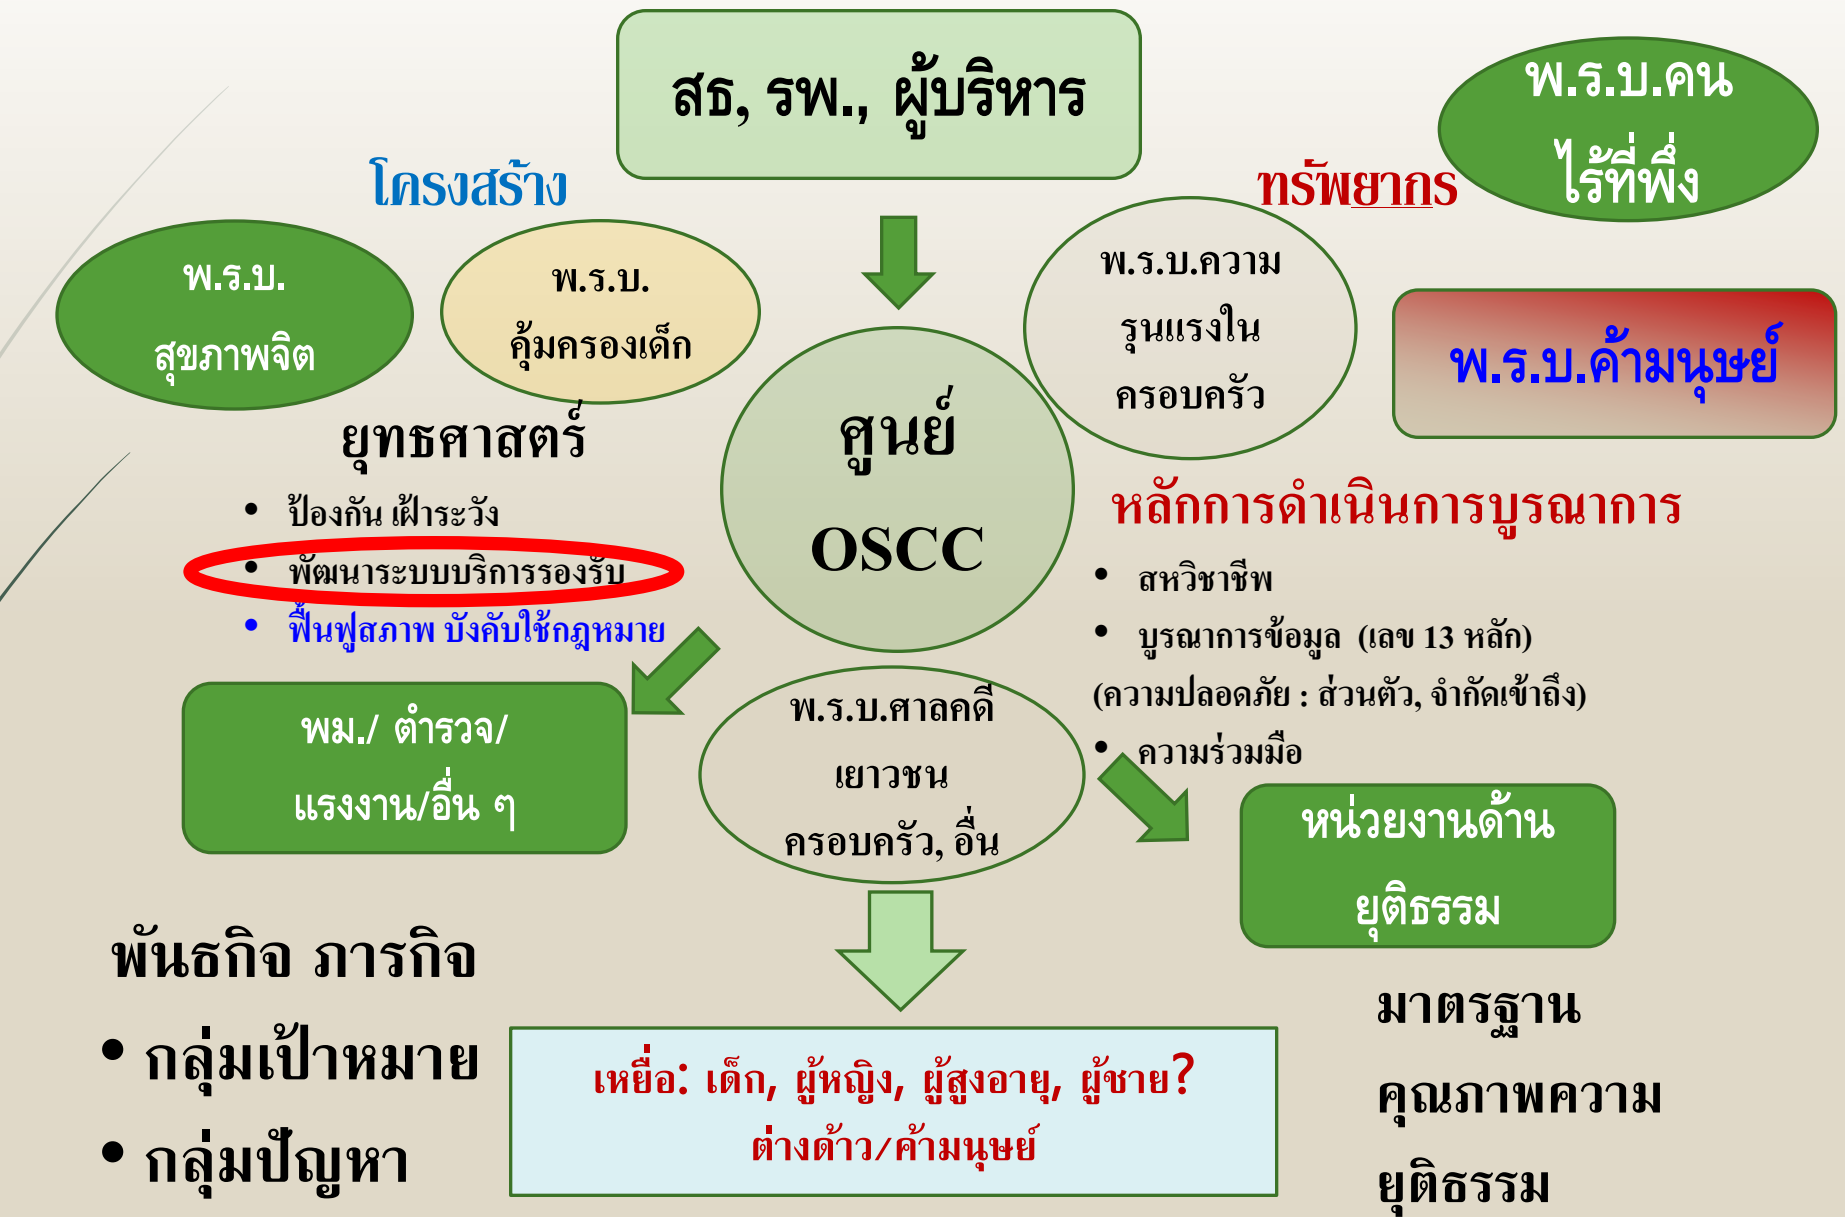 สธ, รพ., ผู้บริหาร
พ.ร.บ.คน
ไร้ที่พึ่ง
โครงสร้าง
ทรัพยากร
พ.ร.บ.
สุขภาพจิต
พ.ร.บ.
คุ้มครองเด็ก
พ.ร.บ.ความ
รุนแรงใน
ครอบครัว
พ.ร.บ.ค้ามนุษย์
ศูนย์
OSCC
ยุทธศาสตร์
• ป้องกัน เฝ้าระวัง
• พัฒนาระบบบริการรองรับ
• ฟื้นฟูสภาพ บังคับใช้กฎหมาย
หลักการดำเนินการบูรณาการ
• สหวิชาชีพ
• บูรณาการข้อมูล (เลข 13 หลัก)
(ความปลอดภัย : ส่วนตัว, จำกัดเข้าถึง)
• ความร่วมมือ
พม./ ตำรวจ/
แรงงาน/อื่น ๆ
พ.ร.บ.ศาลคดี
เยาวชน
ครอบครัว, อื่น
หน่วยงานด้าน
ยุติธรรม
พันธกิจ ภารกิจ
• กลุ่มเป้าหมาย
• กลุ่มปัญหา
เหยื่อ: เด็ก, ผู้หญิง, ผู้สูงอายุ, ผู้ชาย?
ต่างด้าว/ค้ามนุษย์
มาตรฐาน
คุณภาพความ
ยุติธรรม